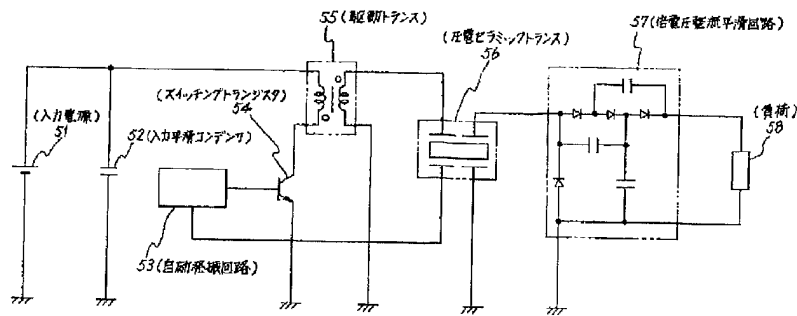 55(駆動トランス)
(圧電セラミックトランス)
56
57(倍電圧整流平滑回路)
(スイッチングトランジスタ)
54
(入力電源)
51
52(入力平滑コンデンサ)
(負荷)
58
53(自励発振回路)